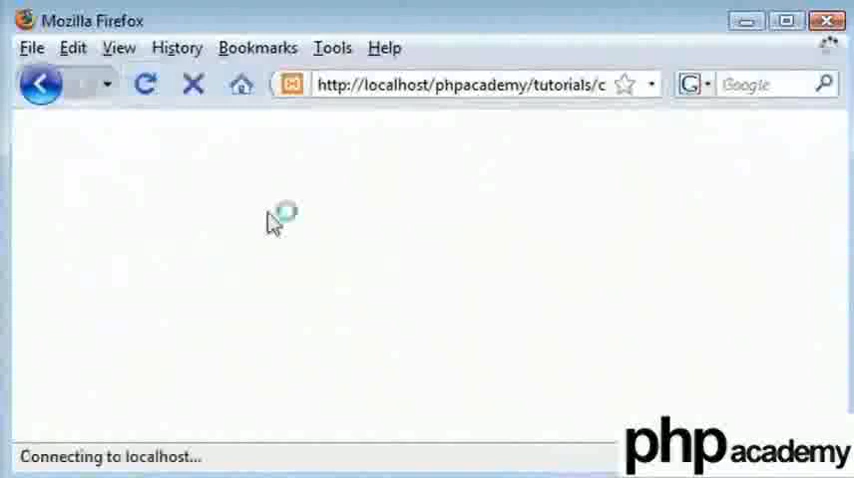 Mozilla Firefox
File Edit View History Bookmarks Tools Help
http://localhost/phpacademy/tutorials/c G Google
Connecting to localhost...
php academy